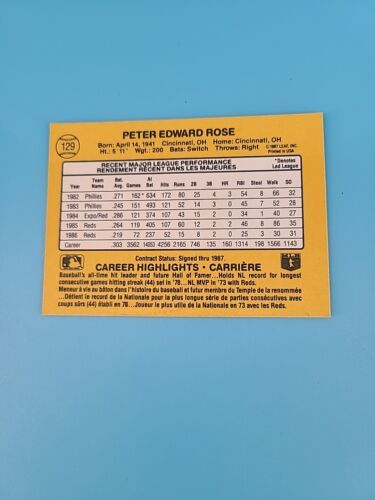 129
PETER EDWARD ROSE
Born: April 14, 1941 Cincinnati, OH Home: Cincinnati, OH
Ht.: 5 11 Wgt.: 200 Bats: Switch Throws: Right
©1987 LEAF, INC.
Printed in USA
RECENT MAJOR LEAGUE PERFORMANCE
RENDEMENT RECENT DANS LES MAJEURES
*Denotes
Led League
Year Team Name Bat. Avg. Games At Bat Hits Runs 2B 3B HR RBI Steal Walk SO
1982 Phillies .271 162* 634 172 80 25 4 3 54 8 66 32
1983 Phillies .245 151 493 121 52 14 3 0 45 7 52 28
1984 Expo/Red .286 121 374 107 43 15 2 0 34 1 40 27
1985 Reds .264 119 405 107 60 12 2 2 46 8 86 35
1986 Reds .219 72 237 52 15 8 2 0 25 3 30 31
Career .303 3562 14053 4256 2165 746 135 160 1314 198 1566 1143
Contract Status: Signed thru 1987.
CAREER HIGHLIGHTS • CARRIÈRE
Baseball's all-time hit leader and future Hall of Famer...Holds NL record for longest
consecutive games hitting streak (44) set in '78... NL MVP in '73 with Reds.
Meneur à vie au bâton dans l'histoire du baseball et futur membre du Temple de la renommée
...Détient le record de la Nationale pour la plus longue série de parties consécutives avec
coups sûrs (44) établi en 78... Joueur le plus utile de la Nationale en 73 avec les Reds.